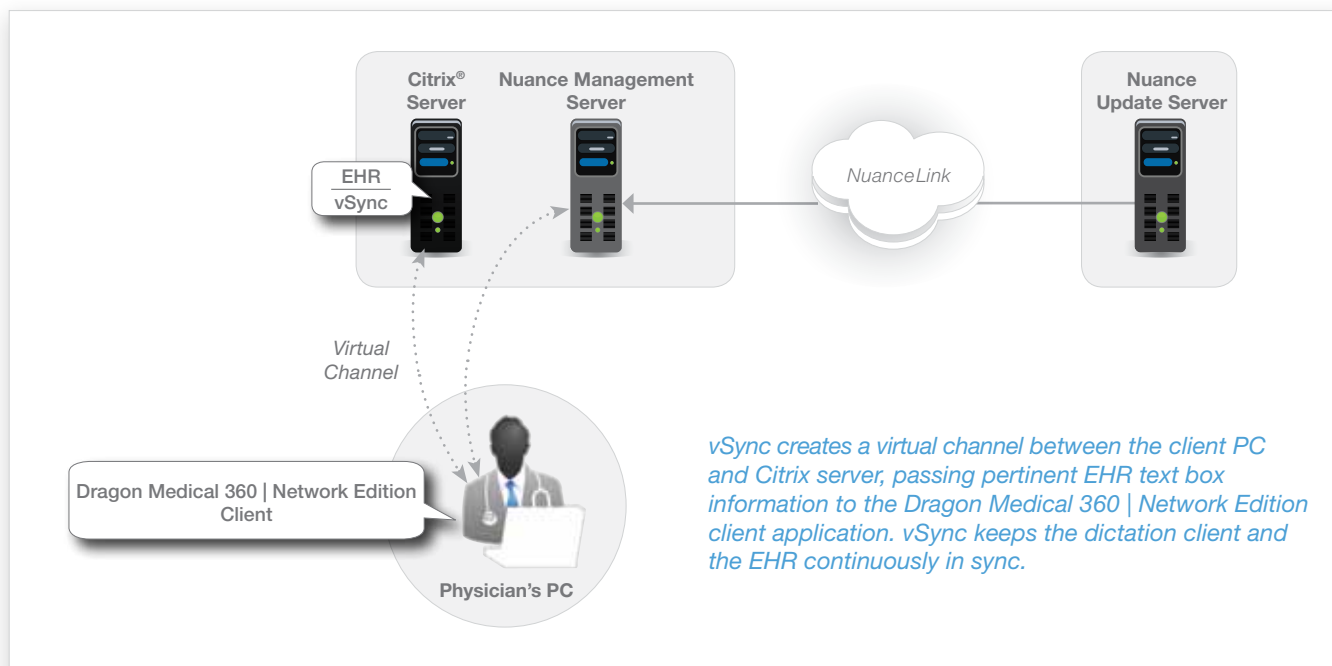 Citrix®
Server
Nuance Management
Server
Nuance
Update Server
EHR
vSync
NuanceLink
Virtual
Channel
Dragon Medical 360 | Network Edition
Client
Physician's PC
vSync creates a virtual channel between the client PC
and Citrix server, passing pertinent EHR text box
information to the Dragon Medical 360 | Network Edition
client application. vSync keeps the dictation client and
the EHR continuously in sync.